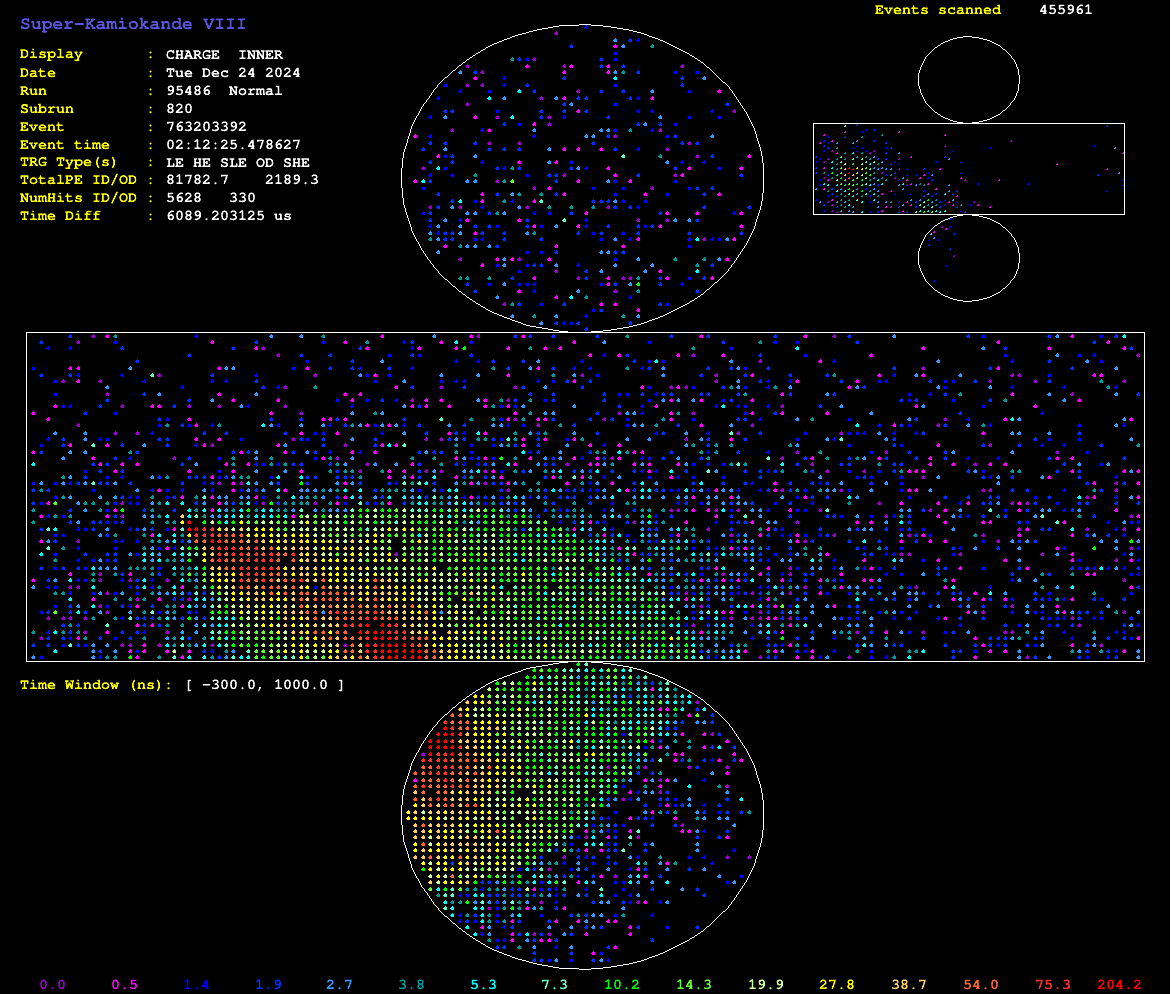 Super-Kamiokande VIII
Events scanned 455961
Display : CHARGE INNER
Date : Tue Dec 24 2024
Run : 95486 Normal
Subrun : 820
Event : 763203392
Event time : 02:12:25.478627
TRG Type(s) : LE HE SLE OD SHE
TotalPE ID/OD : 81782.7 2189.3
NumHits ID/OD : 5628 330
Time Diff : 6089.203125 us
Time Window (ns): [ −300.0, 1000.0 ]
0.0 0.5 1.4 1.9 2.7 3.8 5.3 7.3 10.2 14.3 19.9 27.8 38.7 54.0 75.3 204.2